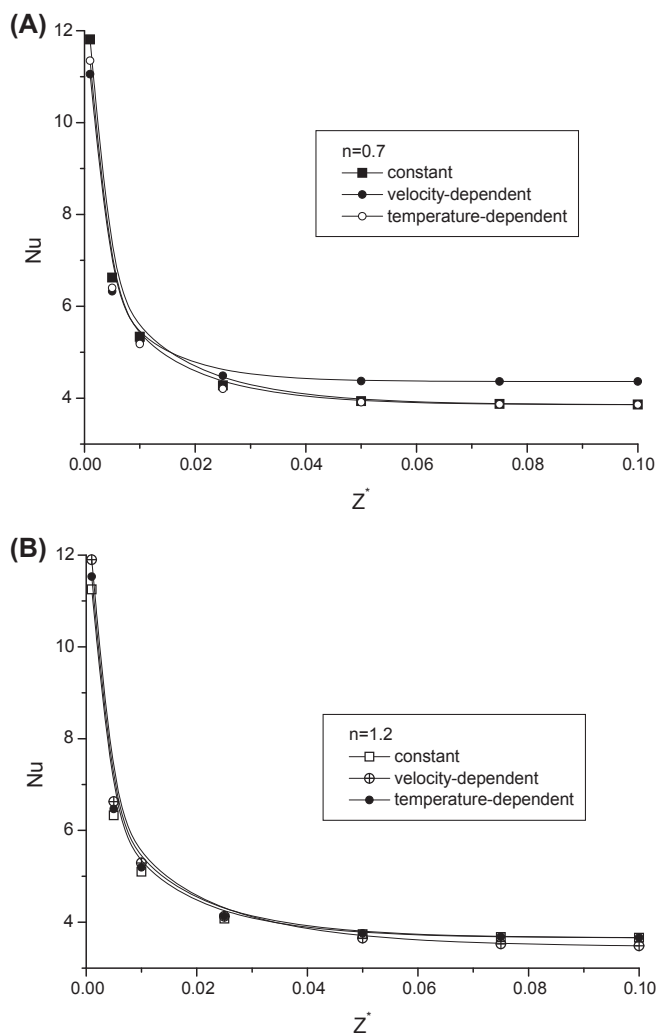 (A)
12
10
8
6
4
Nu
n=0.7
constant
velocity-dependent
temperature-dependent
0.00 0.02 0.04 0.06 0.08 0.10
Z*
(B)
12
10
8
6
4
Nu
n=1.2
constant
velocity-dependent
temperature-dependent
0.00 0.02 0.04 0.06 0.08 0.10
Z*